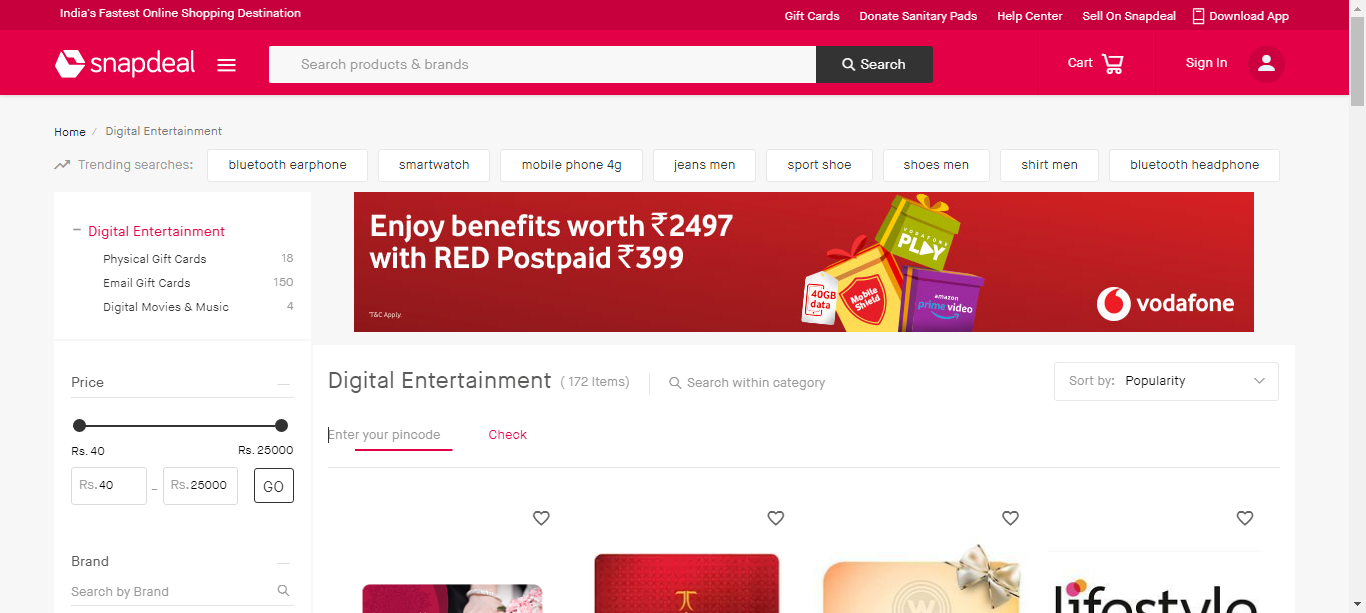 India's Fastest Online Shopping Destination
Gift Cards Donate Sanitary Pads Help Center Sell On Snapdeal Download App
snapdeal
Search products & brands
Search
Cart
Sign In
Home / Digital Entertainment
Trending searches: bluetooth earphone smartwatch mobile phone 4g jeans men sport shoe shoes men shirt men bluetooth headphone
Digital Entertainment
Physical Gift Cards 18
Email Gift Cards 150
Digital Movies & Music 4
Enjoy benefits worth ₹2497
with RED Postpaid ₹399
*T&C Apply.
VODAFONE
PLAY
40GB
data
Mobile
Shield
amazon
prime video
vodafone
Price
Rs. 40 Rs. 25000
Rs. 40 – Rs. 25000 GO
Brand
Search by Brand
Digital Entertainment ( 172 Items) Search within category
Sort by: Popularity
Enter your pincode Check
W
lifestyle